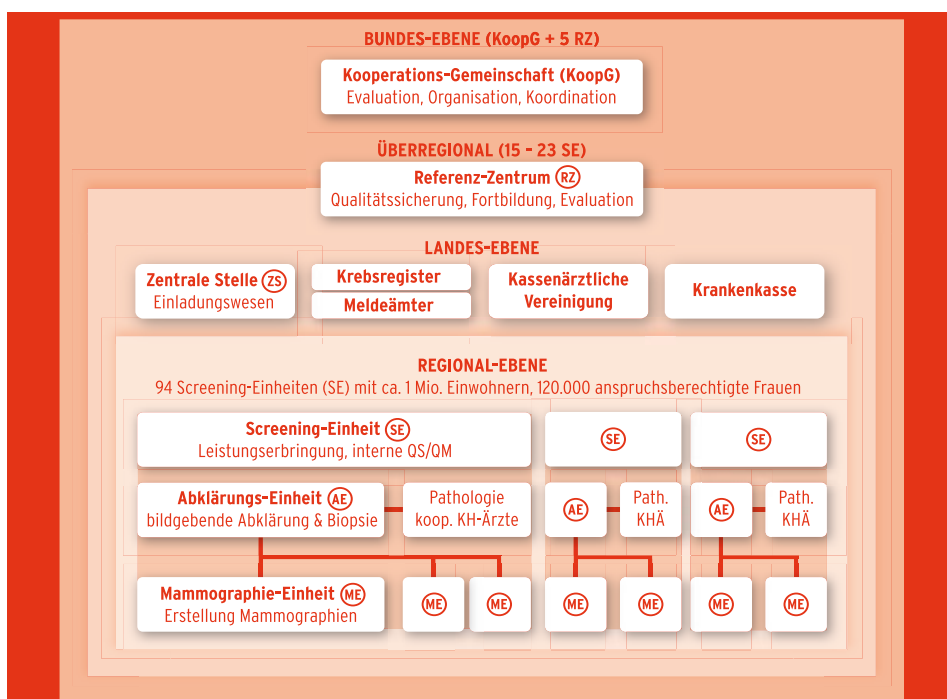 BUNDES-EBENE (KoopG + 5 RZ)
Kooperations-Gemeinschaft (KoopG)
Evaluation, Organisation, Koordination
ÜBERREGIONAL (15 - 23 SE)
Referenz-Zentrum RZ
Qualitätssicherung, Fortbildung, Evaluation
LANDES-EBENE
Zentrale Stelle ZS
Einladungswesen
Krebsregister
Meldeämter
Kassenärztliche
Vereinigung
Krankenkasse
REGIONAL-EBENE
94 Screening-Einheiten (SE) mit ca. 1 Mio. Einwohnern, 120.000 anspruchsberechtigte Frauen
Screening-Einheit SE
Leistungserbringung, interne QS/QM
SE
SE
Abklärungs-Einheit AE
bildgebende Abklärung & Biopsie
Pathologie
koop. KH-Ärzte
AE
Path.
KHÄ
AE
Path.
KHÄ
Mammographie-Einheit ME
Erstellung Mammographien
ME
ME
ME
ME
ME
ME